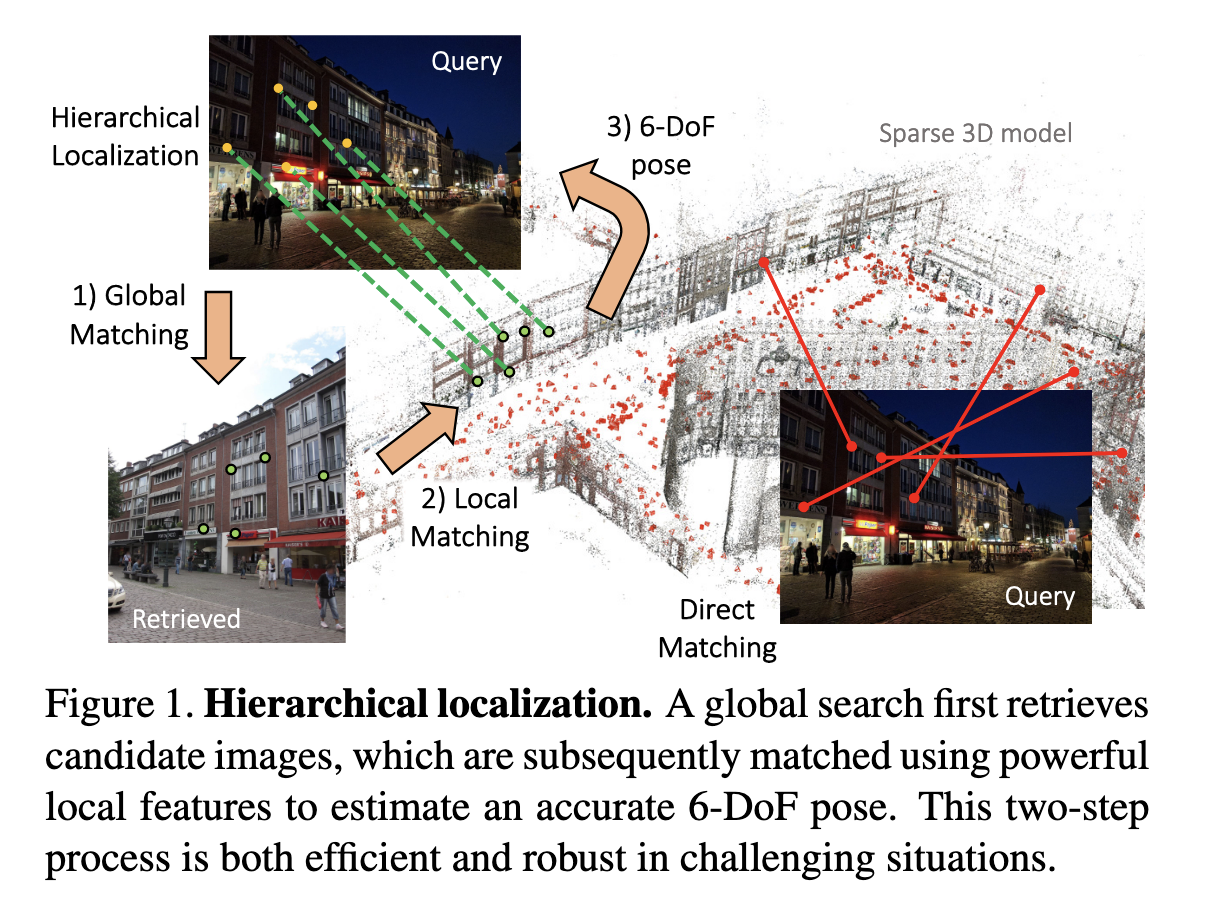 Query
Hierarchical
Localization
3) 6-DoF
pose
Sparse 3D model
1) Global
Matching
2) Local
Matching
KAI
Retrieved
Direct
Matching
Query
Figure 1. Hierarchical localization. A global search first retrieves
candidate images, which are subsequently matched using powerful
local features to estimate an accurate 6-DoF pose. This two-step
process is both efficient and robust in challenging situations.